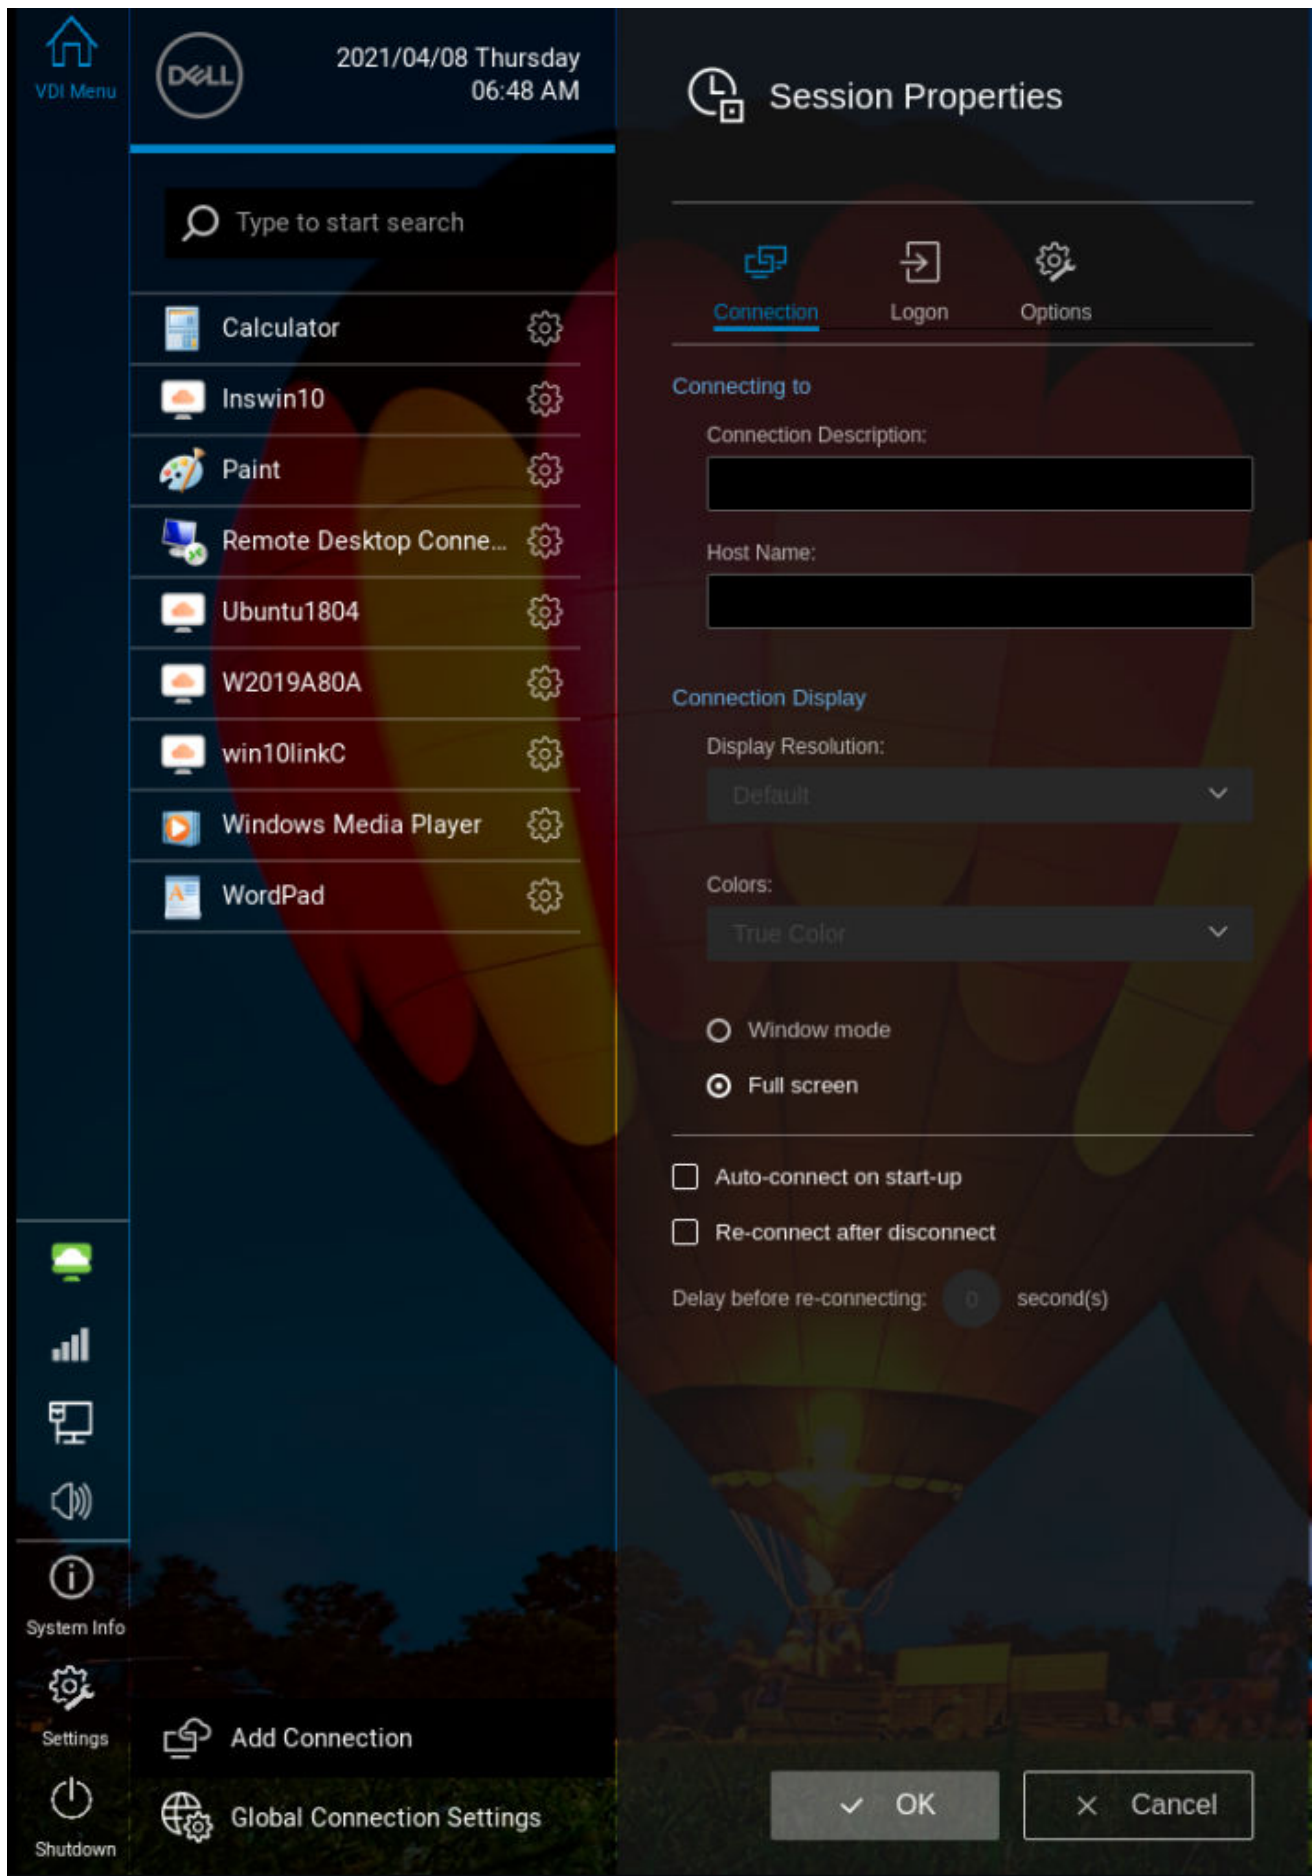 VDI Menu
DELL
2021/04/08 Thursday
06:48 AM
Type to start search
Calculator
Inswin10
Paint
Remote Desktop Conne...
Ubuntu1804
W2019A80A
win10linkC
Windows Media Player
WordPad
System Info
Settings
Shutdown
Add Connection
Global Connection Settings
Session Properties
Connection
Logon
Options
Connecting to
Connection Description:
Host Name:
Connection Display
Display Resolution:
Default
Colors:
True Color
Window mode
Full screen
Auto-connect on start-up
Re-connect after disconnect
Delay before re-connecting: 0 second(s)
OK
Cancel